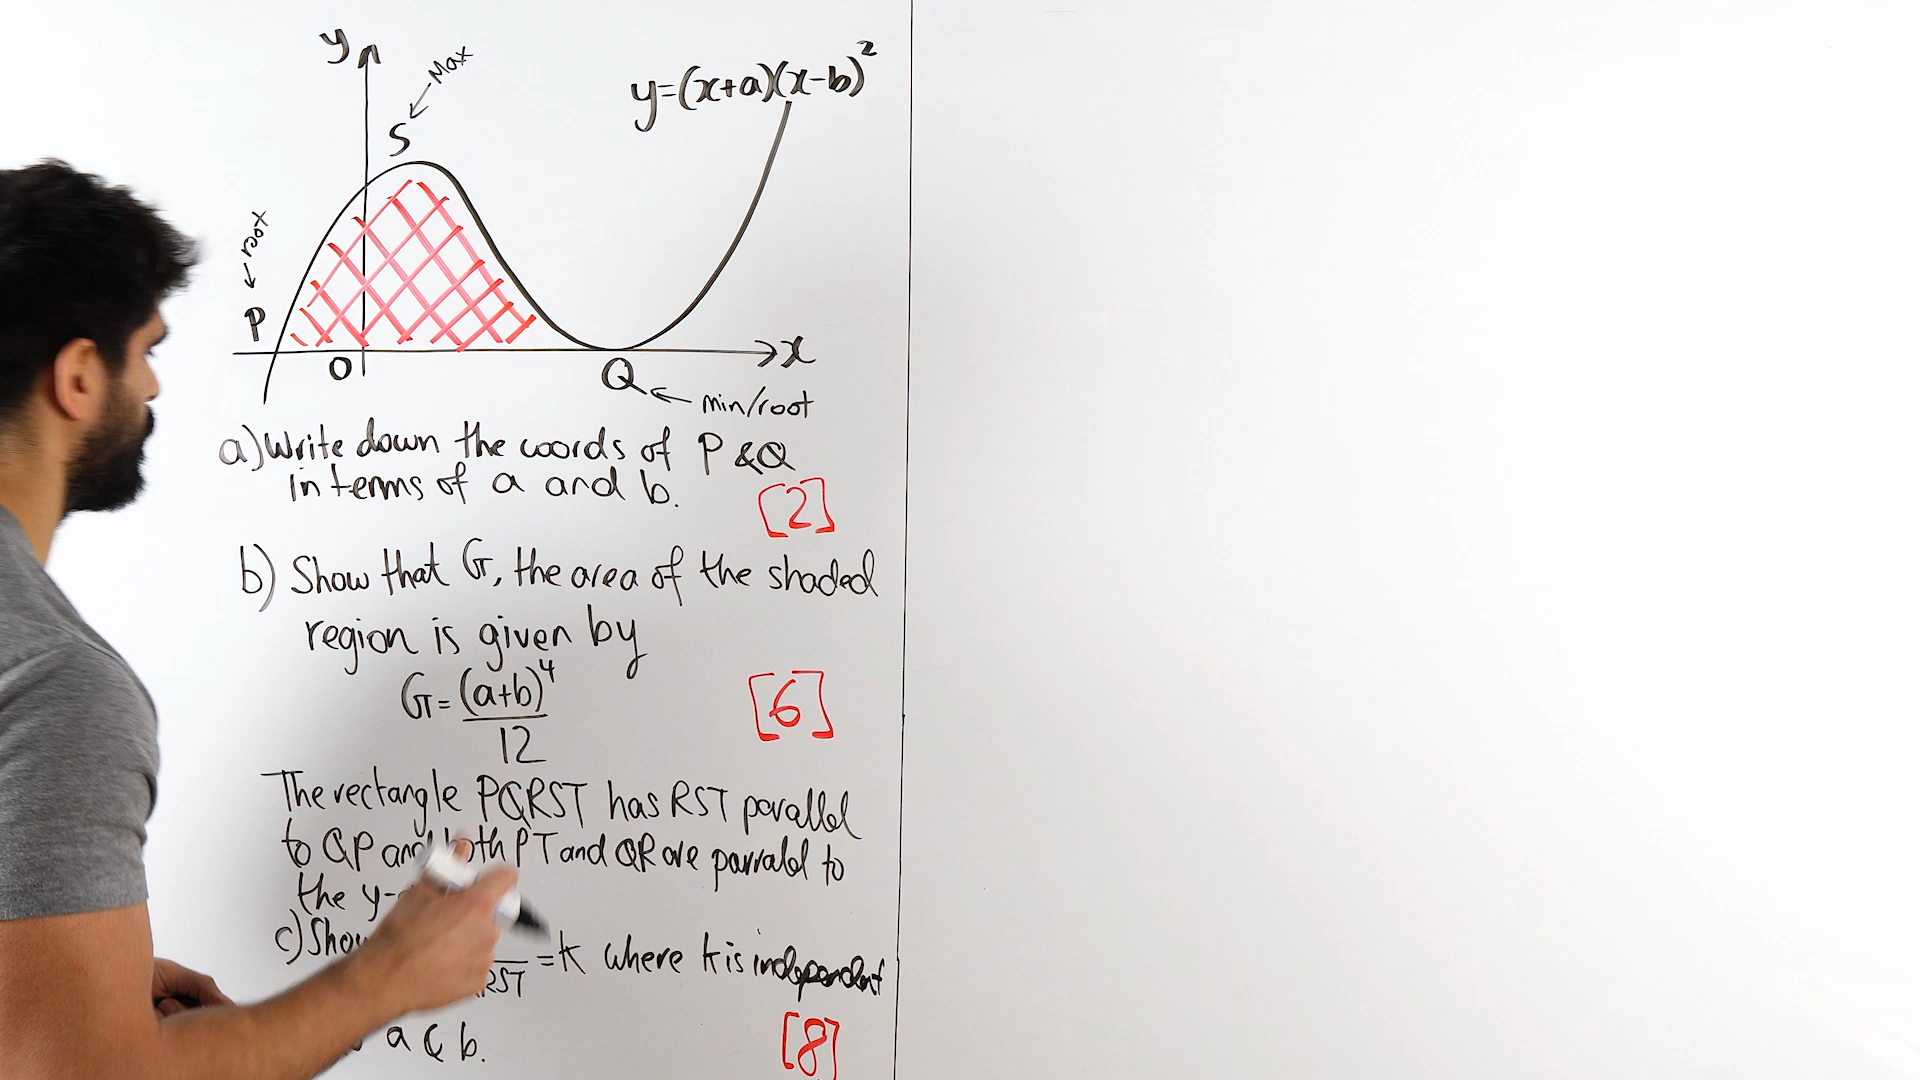 y
Max
y=(x+a)(x-b)²
S
root
P
O
Q
x
min/root
a) Write down the coords of P & Q
in terms of a and b.
[2]
b) Show that G, the area of the shaded
region is given by
G = (a+b)⁴
12
[6]
The rectangle PQRST has RST parallel
to QP and both PT and QR are parralel to
the y-
c) Show
RST = k where k is independent
a & b.
[8]